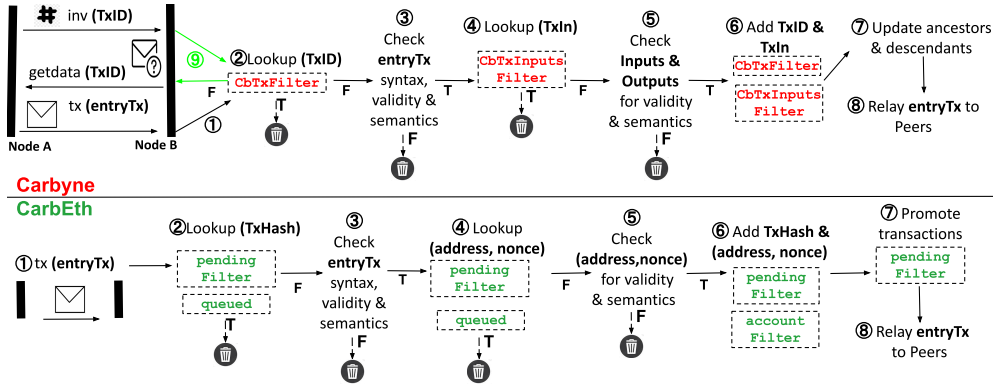 # inv (TxID)
?
getdata (TxID)
tx (entryTx)
Node A
Node B
⑨
F
①
②Lookup (TxID)
CbTxFilter
T
F
③
Check
entryTx
syntax,
validity &
semantics
F
T
④ Lookup (TxIn)
CbTxInputs
Filter
T
F
⑤
Check
Inputs &
Outputs
for validity
& semantics
F
T
⑥ Add TxID &
TxIn
CbTxFilter
CbTxInputs
Filter
⑦ Update ancestors
& descendants
⑧ Relay entryTx to
Peers
Carbyne
CarbEth
① tx (entryTx)
②Lookup (TxHash)
pending
Filter
queued
T
F
③
Check
entryTx
syntax,
validity &
semantics
F
T
④ Lookup
(address, nonce)
pending
Filter
queued
T
F
⑤
Check
(address,nonce)
for validity
& semantics
F
T
⑥ Add TxHash &
(address, nonce)
pending
Filter
account
Filter
⑦ Promote
transactions
pending
Filter
⑧ Relay entryTx
to Peers